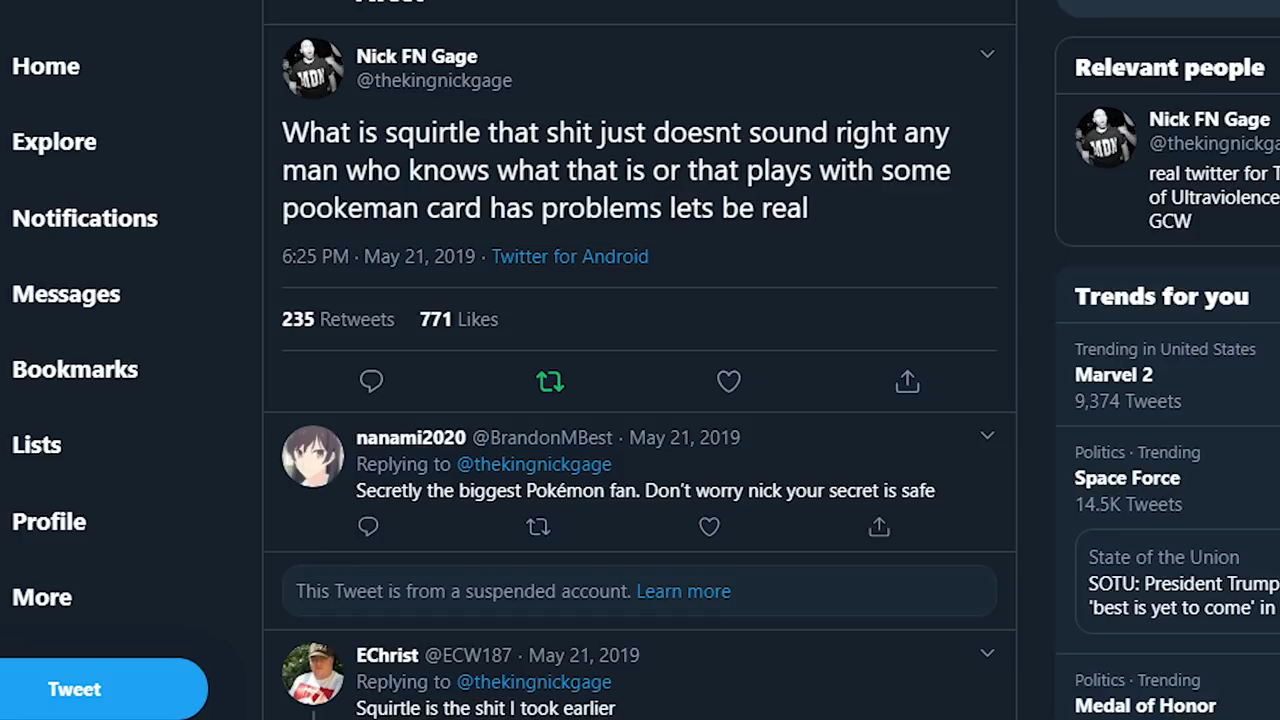 Home
Explore
Notifications
Messages
Bookmarks
Lists
Profile
More
Tweet
Nick FN Gage
@thekingnickgage
What is squirtle that shit just doesnt sound right any
man who knows what that is or that plays with some
pookeman card has problems lets be real
6:25 PM · May 21, 2019 · Twitter for Android
235 Retweets 771 Likes
nanami2020 @BrandonMBest · May 21, 2019
Replying to @thekingnickgage
Secretly the biggest Pokémon fan. Don't worry nick your secret is safe
This Tweet is from a suspended account. Learn more
EChrist @ECW187 · May 21, 2019
Replying to @thekingnickgage
Squirtle is the shit I took earlier
Relevant people
Nick FN Gage
@thekingnickga
real twitter for T
of Ultraviolence
GCW
Trends for you
Trending in United States
Marvel 2
9,374 Tweets
Politics · Trending
Space Force
14.5K Tweets
State of the Union
SOTU: President Trump
'best is yet to come' in
Politics · Trending
Medal of Honor